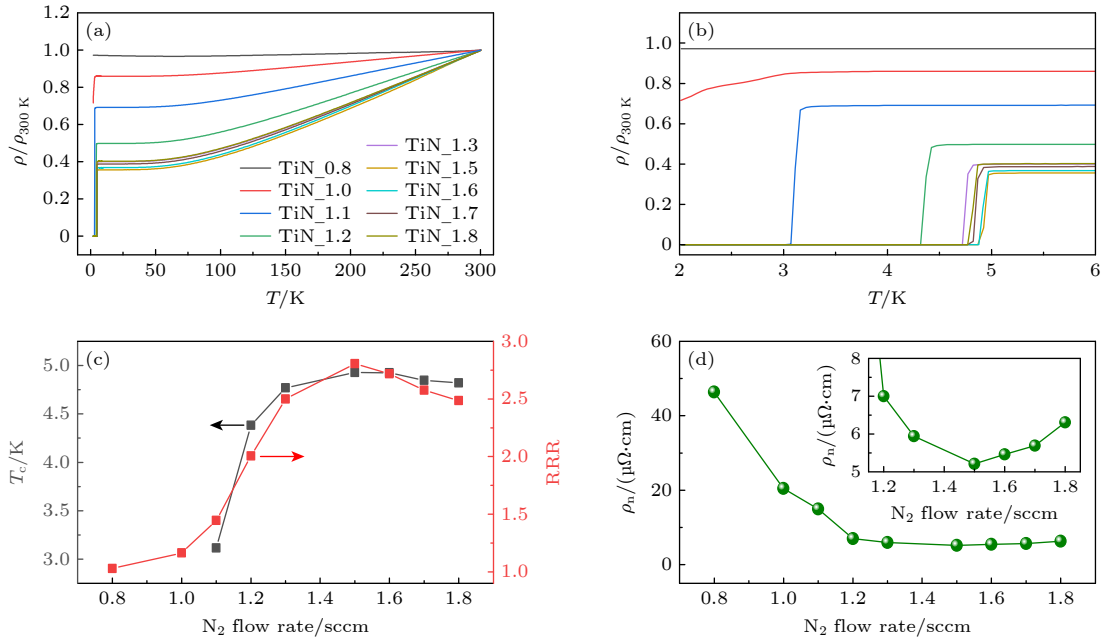 (a)
1.2
1.0
0.8
0.6
0.4
0.2
0
ρ/ρ300 K
TiN_0.8
TiN_1.0
TiN_1.1
TiN_1.2
TiN_1.3
TiN_1.5
TiN_1.6
TiN_1.7
TiN_1.8
0 50 100 150 200 250 300
T/K
(b)
1.0
0.8
0.6
0.4
0.2
0
ρ/ρ300 K
2 3 4 5 6
T/K
(c)
5.0
4.5
4.0
3.5
3.0
Tc/K
3.0
2.5
2.0
1.5
1.0
RRR
0.8 1.0 1.2 1.4 1.6 1.8
N2 flow rate/sccm
(d)
60
40
20
0
ρn/(μΩ·cm)
0.8 1.0 1.2 1.4 1.6 1.8
N2 flow rate/sccm
8
7
6
5
ρn/(μΩ·cm)
1.2 1.4 1.6 1.8
N2 flow rate/sccm